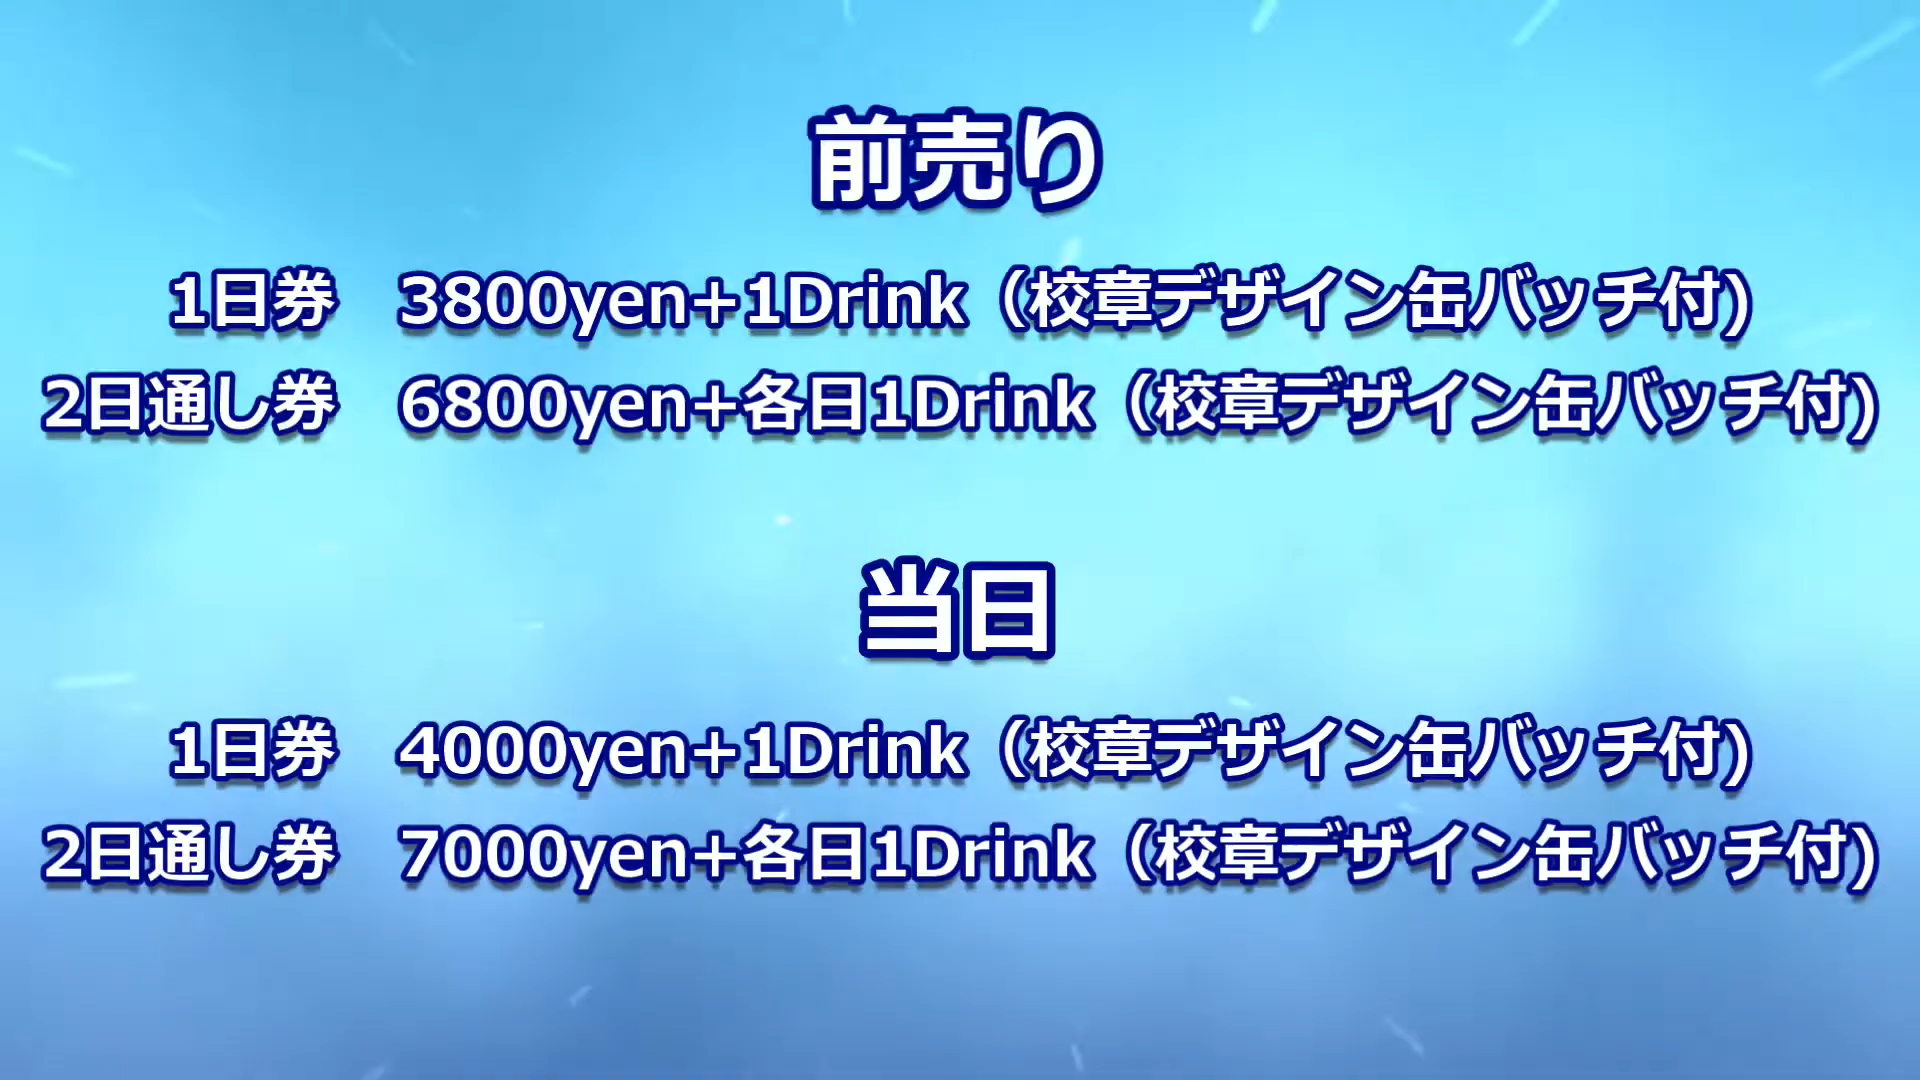 前売り
1日券　3800yen+1Drink（校章デザイン缶バッチ付)
2日通し券　6800yen+各日1Drink（校章デザイン缶バッチ付)
当日
1日券　4000yen+1Drink（校章デザイン缶バッチ付)
2日通し券　7000yen+各日1Drink（校章デザイン缶バッチ付)